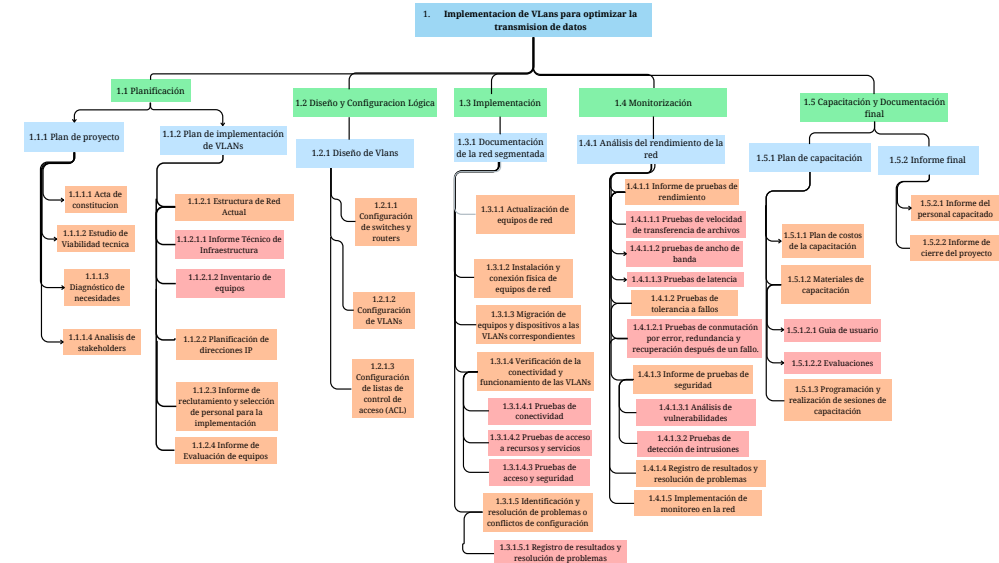 1. Implementacion de VLans para optimizar la
transmision de datos
1.1 Planificación
1.1.1 Plan de proyecto
1.1.1.1 Acta de
constitucion
1.1.1.2 Estudio de
Viabilidad tecnica
1.1.1.3
Diagnóstico de
necesidades
1.1.1.4 Analisis de
stakeholders
1.1.2 Plan de implementación
de VLANs
1.1.2.1 Estructura de Red
Actual
1.1.2.1.1 Informe Técnico de
Infraestructura
1.1.2.1.2 Inventario de
equipos
1.1.2.2 Planificación de
direcciones IP
1.1.2.3 Informe de
reclutamiento y selección
de personal para la
implementación
1.1.2.4 Informe de
Evaluación de equipos
1.2 Diseño y Configuracion Lógica
1.2.1 Diseño de Vlans
1.2.1.1
Configuración
de switches y
routers
1.2.1.2
Configuración
de VLANs
1.2.1.3
Configuración
de listas de
control de
acceso (ACL)
1.3 Implementación
1.3.1 Documentación
de la red segmentada
1.3.1.1 Actualización de
equipos de red
1.3.1.2 Instalación y
conexión física de
equipos de red
1.3.1.3 Migración de
equipos y dispositivos a las
VLANs correspondientes
1.3.1.4 Verificación de la
conectividad y
funcionamiento de las VLANs
1.3.1.4.1 Pruebas de
conectividad
1.3.1.4.2 Pruebas de acceso
a recursos y servicios
1.3.1.4.3 Pruebas de
acceso y seguridad
1.3.1.5 Identificación y
resolución de problemas o
conflictos de configuración
1.3.1.5.1 Registro de resultados y
resolución de problemas
1.4 Monitorización
1.4.1 Análisis del rendimiento de la
red
1.4.1.1 Informe de pruebas de
rendimiento
1.4.1.1.1 Pruebas de velocidad
de transferencia de archivos
1.4.1.1.2 pruebas de ancho de
banda
1.4.1.1.3 Pruebas de latencia
1.4.1.2 Pruebas de
tolerancia a fallos
1.4.1.2.1 Pruebas de conmutación
por error, redundancia y
recuperación después de un fallo.
1.4.1.3 Informe de pruebas de
seguridad
1.4.1.3.1 Análisis de
vulnerabilidades
1.4.1.3.2 Pruebas de
detección de intrusiones
1.4.1.4 Registro de resultados y
resolución de problemas
1.4.1.5 Implementación de
monitoreo en la red
1.5 Capacitación y Documentación
final
1.5.1 Plan de capacitación
1.5.1.1 Plan de costos
de la capacitación
1.5.1.2 Materiales de
capacitación
1.5.1.2.1 Guia de usuario
1.5.1.2.2 Evaluaciones
1.5.1.3 Programación y
realización de sesiones de
capacitación
1.5.2 Informe final
1.5.2.1 Informe del
personal capacitado
1.5.2.2 Informe de
cierre del proyecto